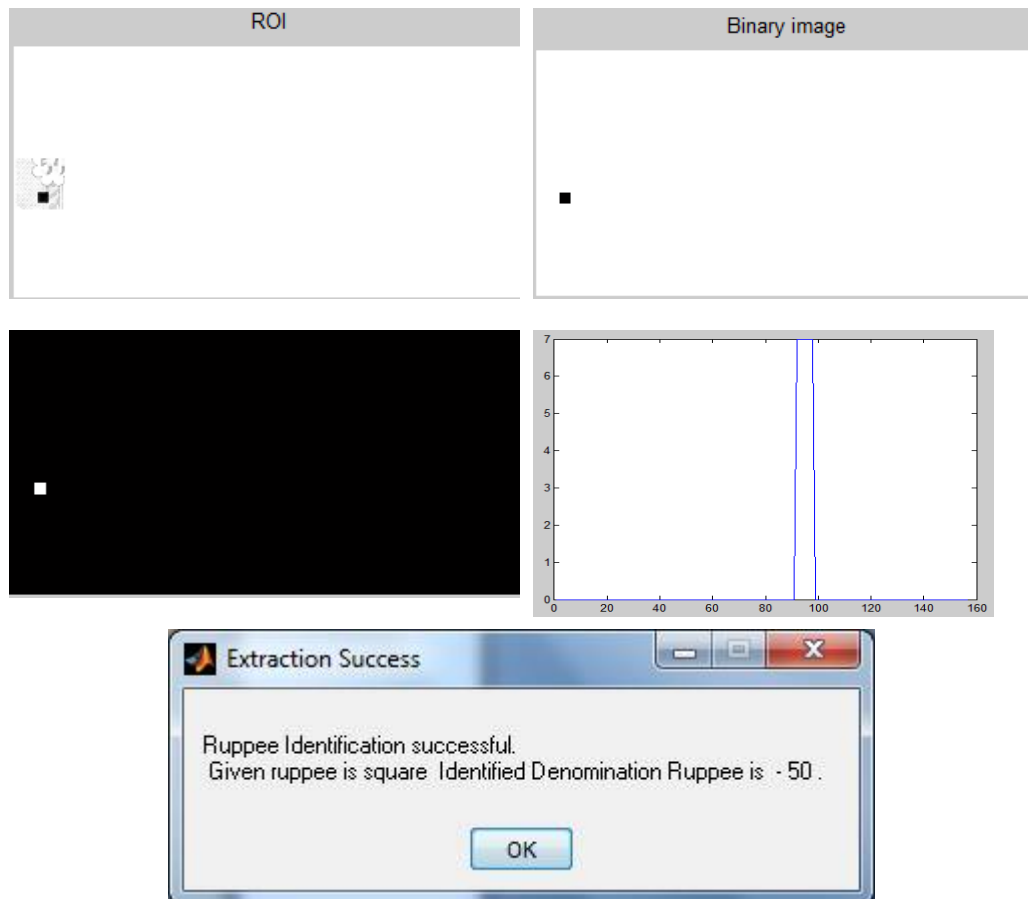 ROI
Binary image
7
6
5
4
3
2
1
0
0 20 40 60 80 100 120 140 160
Extraction Success
Ruppee Identification successful.
Given ruppee is square Identified Denomination Ruppee is - 50 .
OK